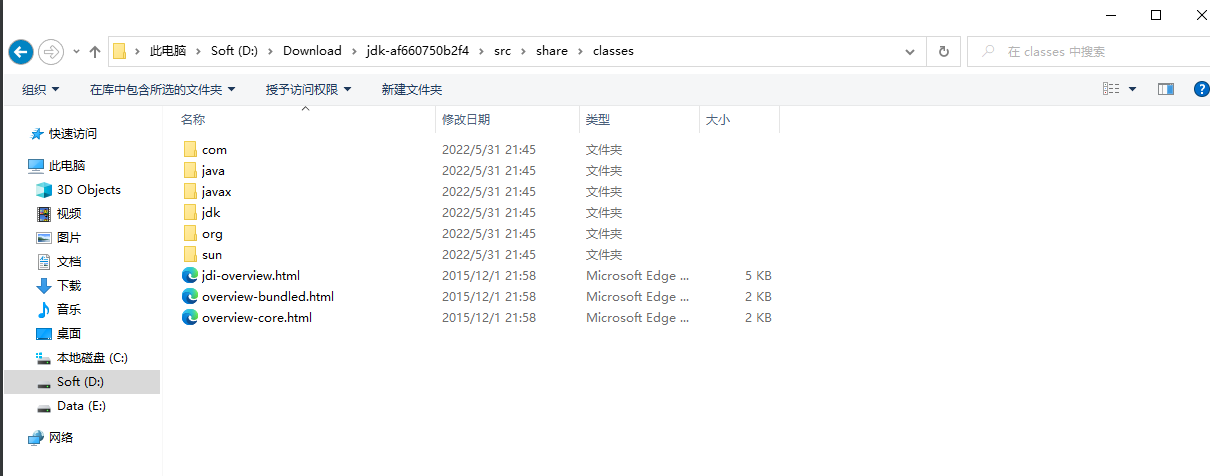 此电脑 > Soft (D:) > Download > jdk-af660750b2f4 > src > share > classes
在 classes 中搜索
组织 在库中包含所选的文件夹 授予访问权限 新建文件夹
名称 修改日期 类型 大小
快速访问
此电脑
3D Objects
视频
图片
文档
下载
音乐
桌面
本地磁盘 (C:)
Soft (D:)
Data (E:)
网络
com 2022/5/31 21:45 文件夹
java 2022/5/31 21:45 文件夹
javax 2022/5/31 21:45 文件夹
jdk 2022/5/31 21:45 文件夹
org 2022/5/31 21:45 文件夹
sun 2022/5/31 21:45 文件夹
jdi-overview.html 2015/12/1 21:58 Microsoft Edge ... 5 KB
overview-bundled.html 2015/12/1 21:58 Microsoft Edge ... 2 KB
overview-core.html 2015/12/1 21:58 Microsoft Edge ... 2 KB